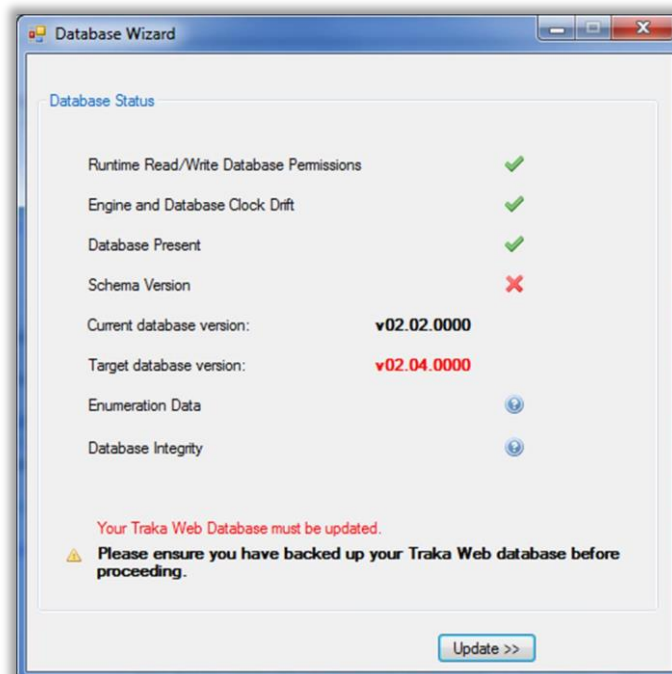 Database Wizard
Database Status
Runtime Read/Write Database Permissions
Engine and Database Clock Drift
Database Present
Schema Version
Current database version: v02.02.0000
Target database version: v02.04.0000
Enumeration Data
Database Integrity
Your Traka Web Database must be updated.
Please ensure you have backed up your Traka Web database before
proceeding.
Update >>